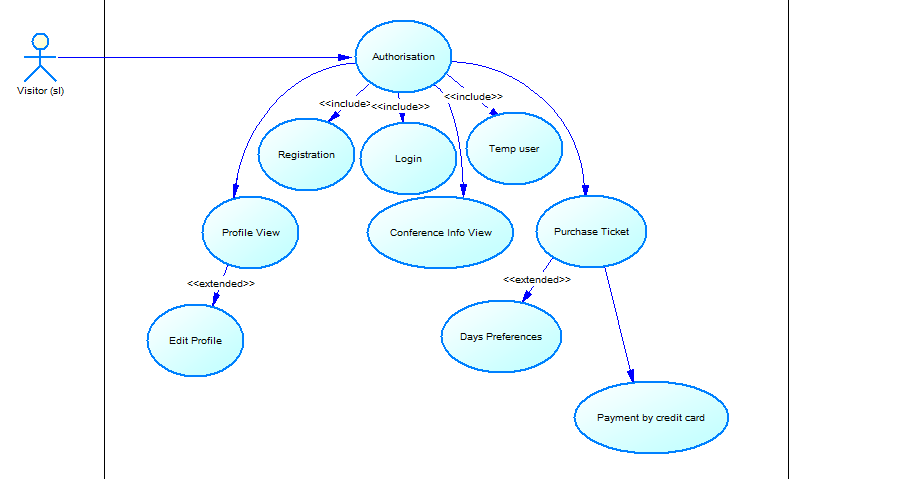 Authorisation
Visitor (sl)
<<include>
<<include>>
<<include>>
Registration
Login
Temp user
Profile View
Conference Info View
Purchase Ticket
<<extended>>
<<extended>>
Edit Profile
Days Preferences
Payment by credit card